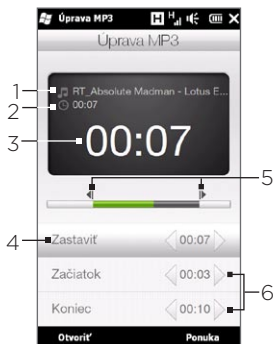 Úprava MP3
H
Úprava MP3
1
RT_Absolute Madman - Lotus E...
2
00:07
3
00:07
5
4
Zastaviť
00:07
Začiatok
00:03
6
Koniec
00:10
Otvoriť
Ponuka